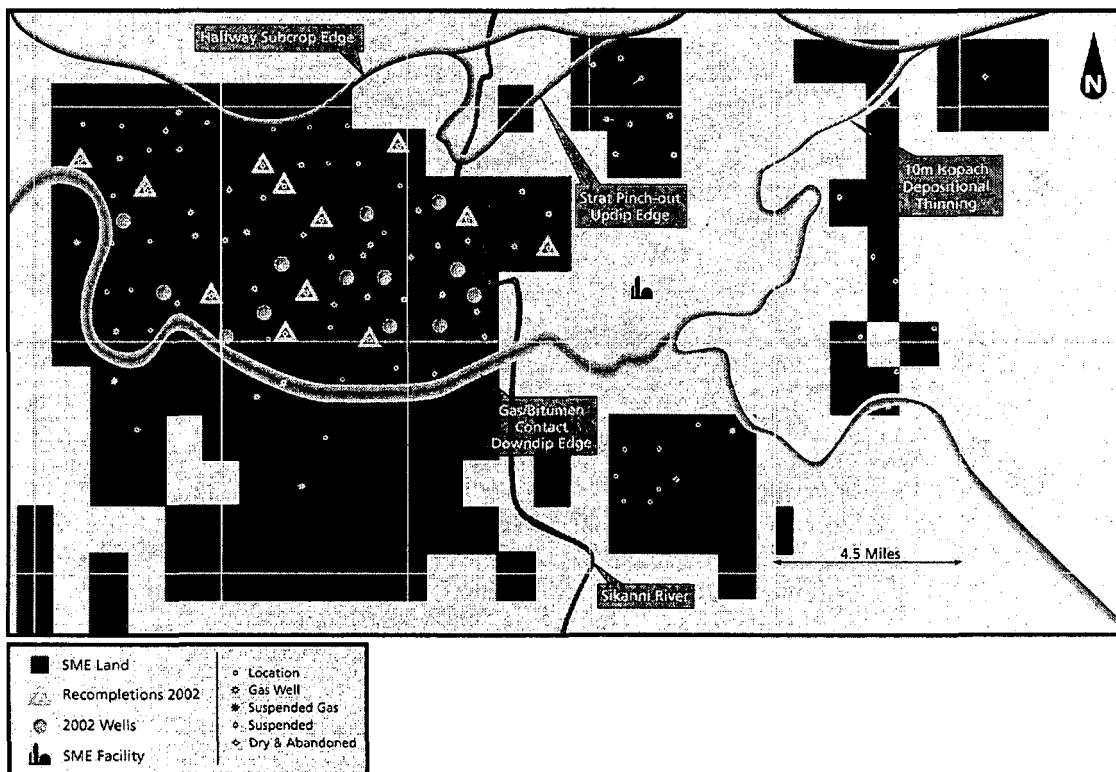 Halfway Subcrop Edge
N
Strat Pinch-out
Updip Edge
10m Kopach
Depositional
Thinning
Gas/Bitumen
Contact
Downdip Edge
4.5 Miles
Sikanni River
SME Land
Recompletions 2002
2002 Wells
SME Facility
Location
Gas Well
Suspended Gas
Suspended
Dry & Abandoned